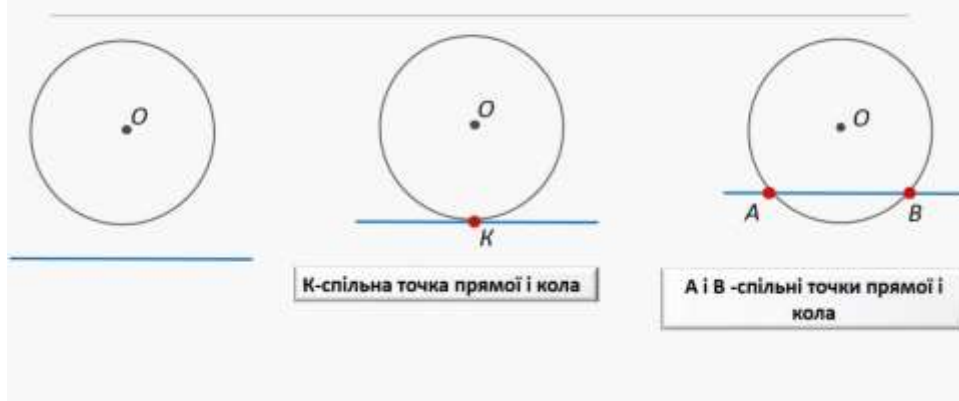 O
O
K
К-спільна точка прямої і кола
O
A
B
А і В -спільні точки прямої і
кола